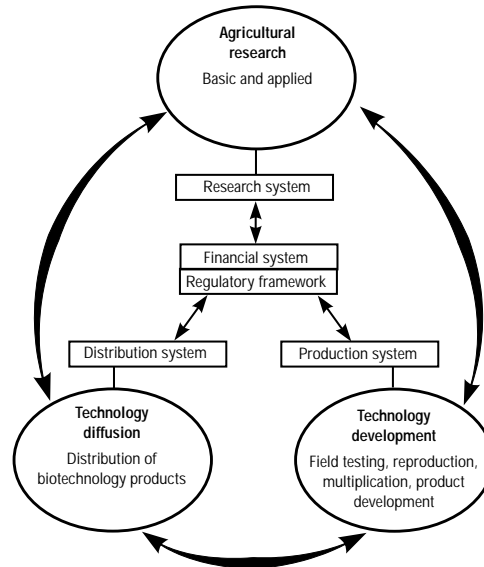 Agricultural
research
Basic and applied
Research system
Financial system
Regulatory framework
Distribution system
Production system
Technology
diffusion
Distribution of
biotechnology products
Technology
development
Field testing, reproduction,
multiplication, product
development